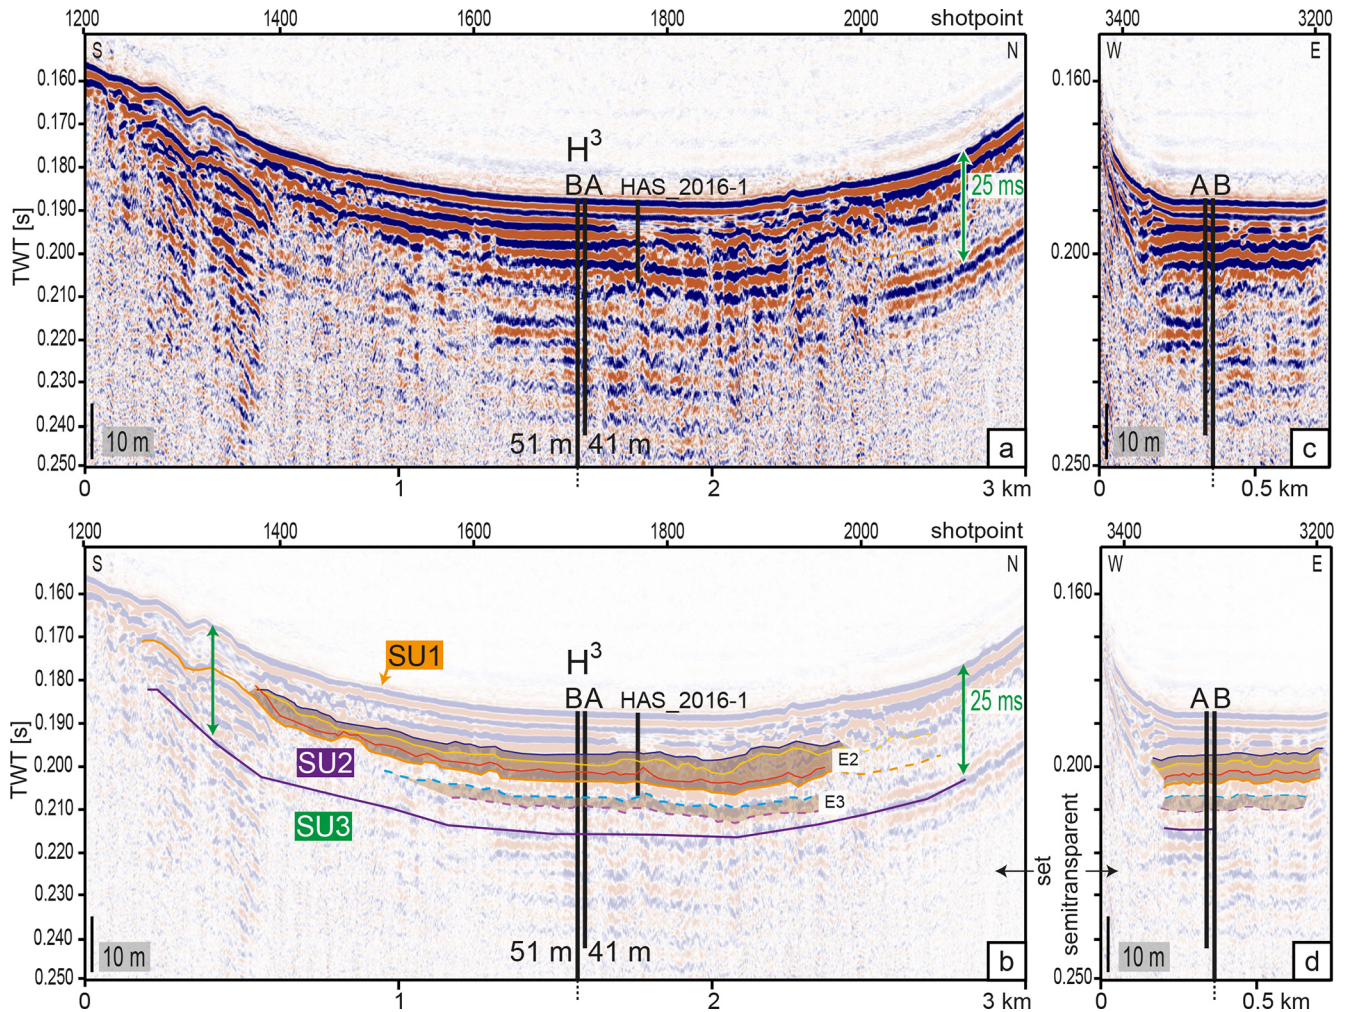 1200 1400 1600 1800 2000 shotpoint
S N
0.160
0.170
0.180
0.190
0.200
0.210
0.220
0.230
0.240
0.250
TWT [s]
H3
BA HAS_2016-1
25 ms
10 m
51 m 41 m
a
0 1 2 3 km
3400 3200
W E
0.160
0.200
0.250
A B
10 m
c
0 0.5 km
1200 1400 1600 1800 2000 shotpoint
S N
0.160
0.170
0.180
0.190
0.200
0.210
0.220
0.230
0.240
0.250
TWT [s]
SU1
H3
BA HAS_2016-1
25 ms
SU2
E2
E3
SU3
10 m
51 m 41 m
b
0 1 2 3 km
set
semitransparent
3400 3200
W E
0.160
0.200
0.250
A B
10 m
d
0 0.5 km